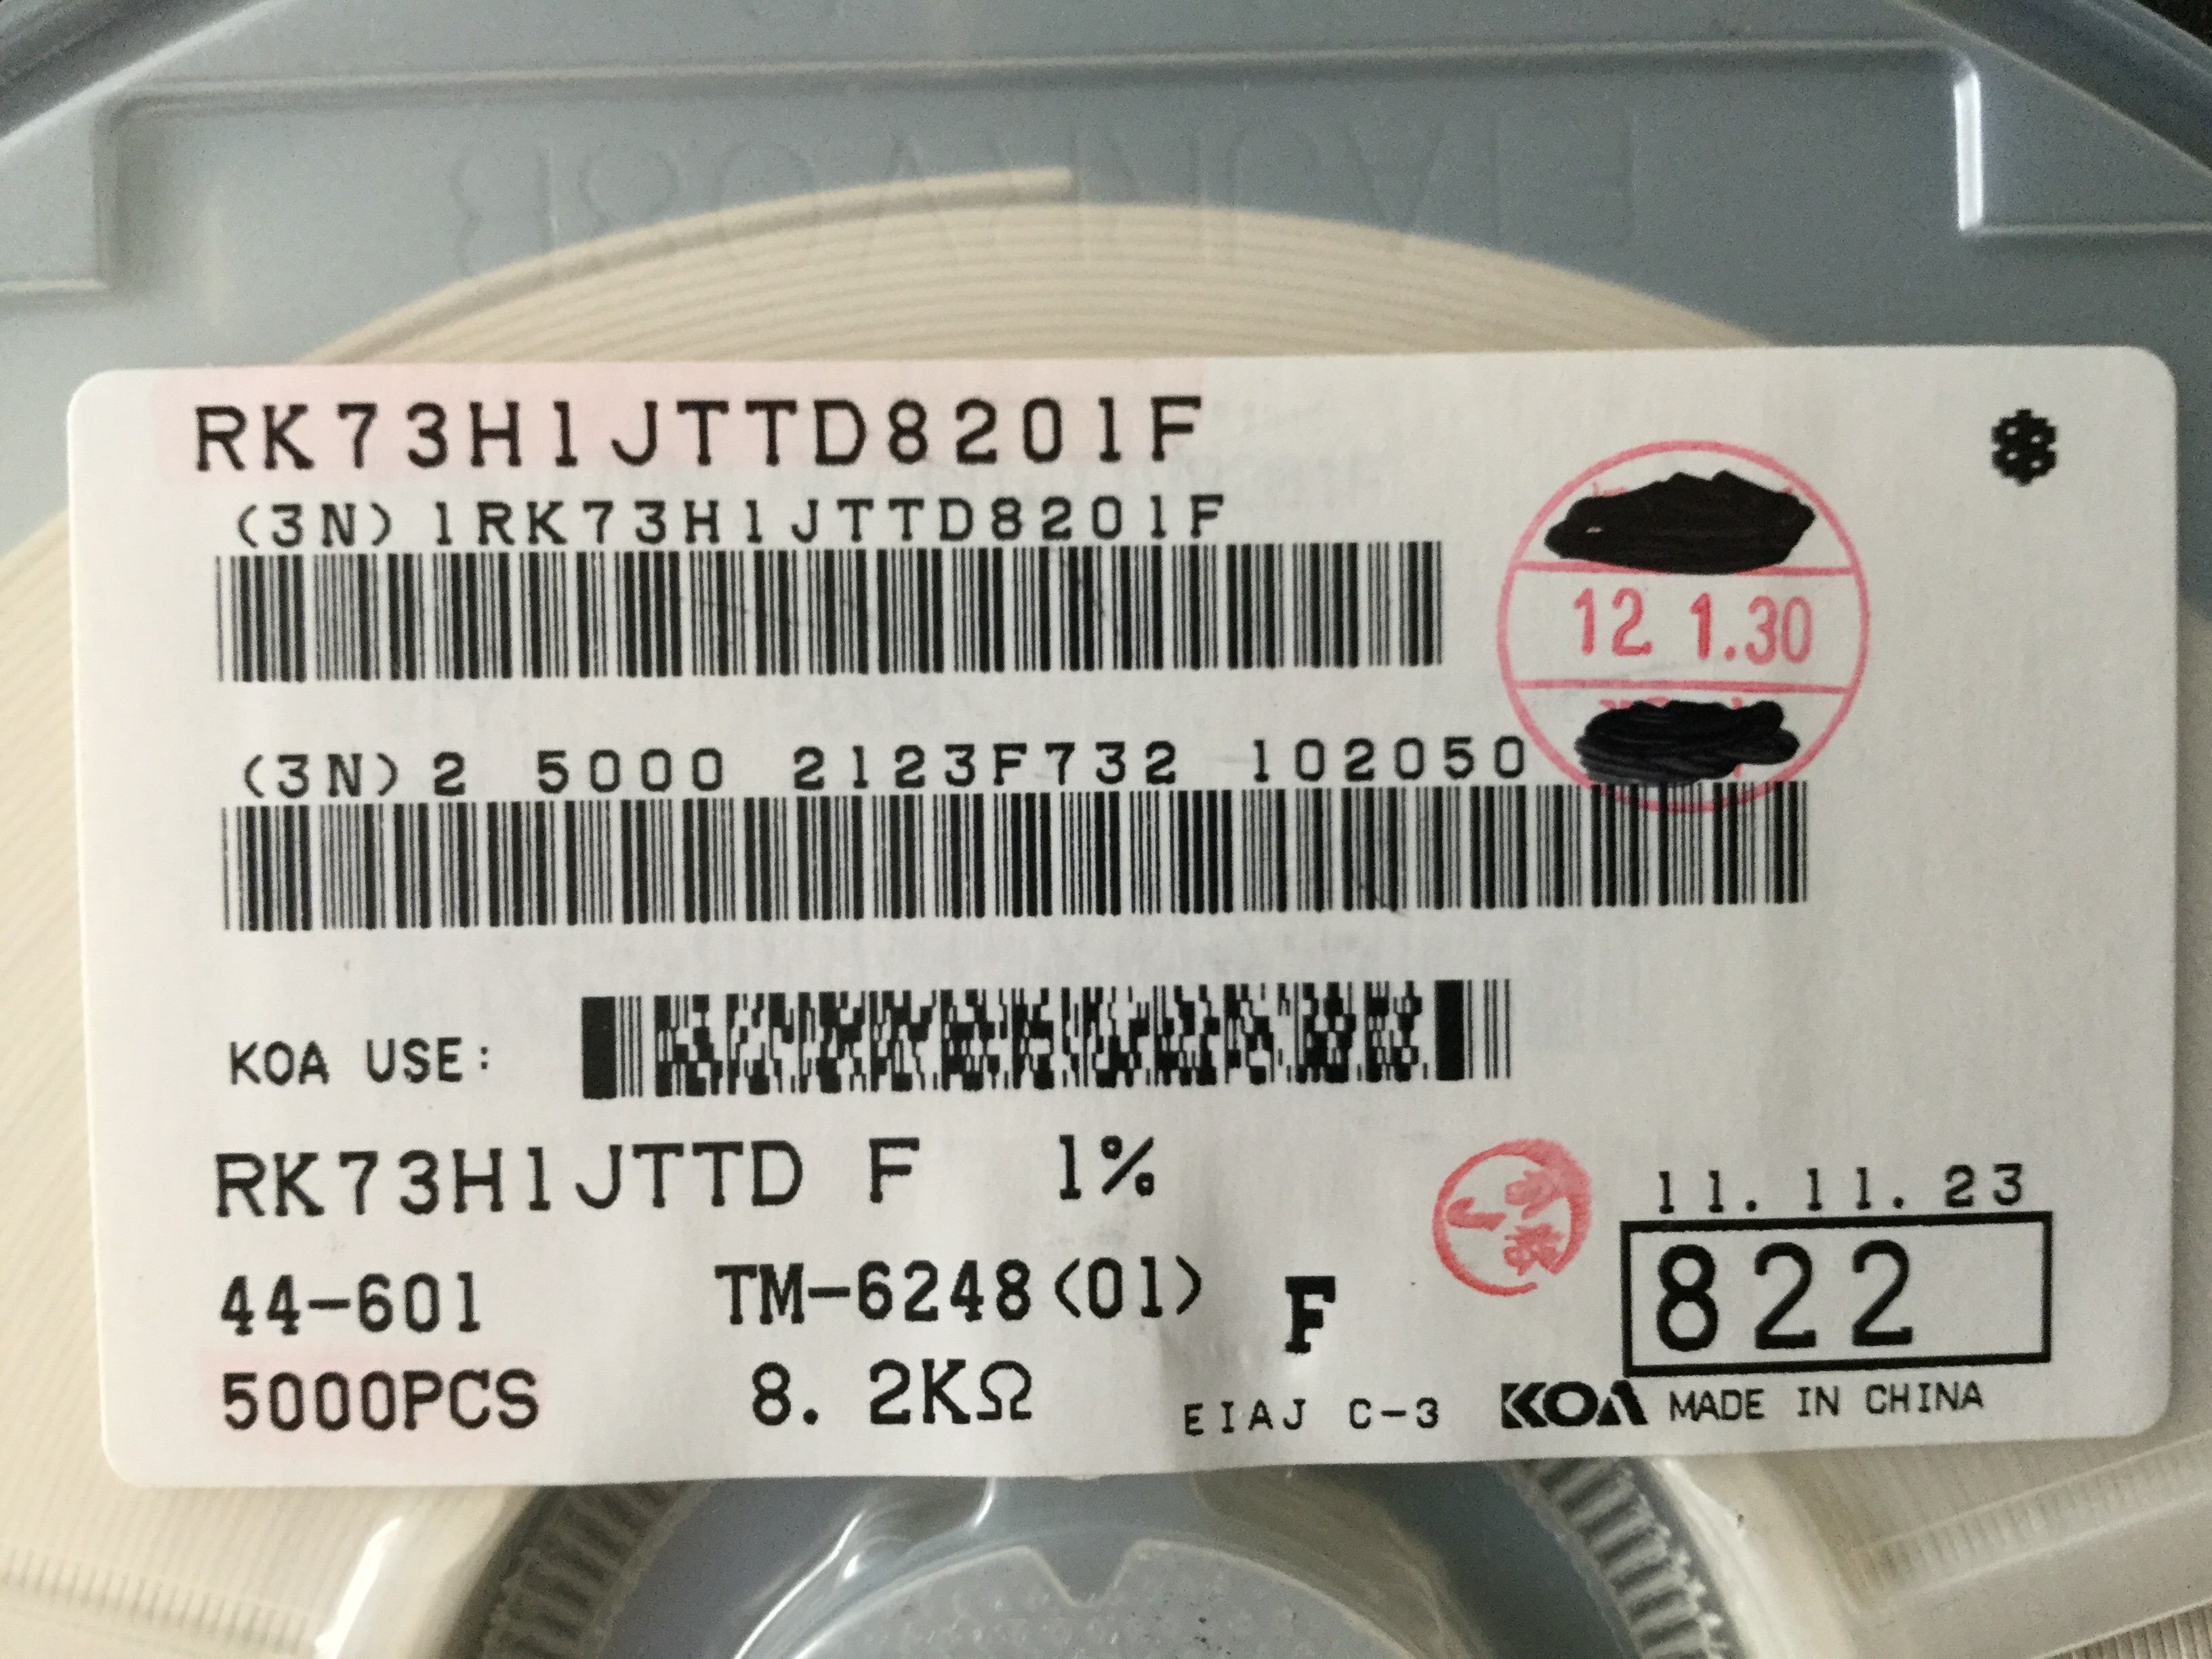 RK73H1JTTD8201F
(3N)1RK73H1JTTD8201F
12 1.30
(3N)2 5000 2123F732 102050
KOA USE:
RK73H1JTTD F 1%
11.11.23
44-601 TM-6248(01) F 822
5000PCS 8.2KΩ EIAJ C-3 KOA MADE IN CHINA